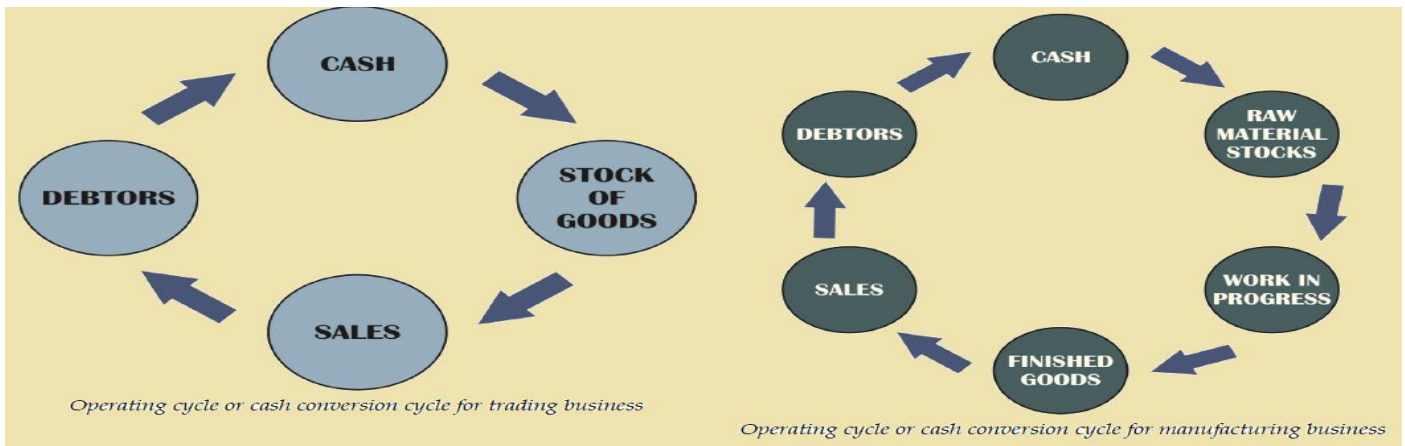 CASH
STOCK
OF
GOODS
SALES
DEBTORS
Operating cycle or cash conversion cycle for trading business
CASH
RAW
MATERIAL
STOCKS
WORK IN
PROGRESS
FINISHED
GOODS
SALES
DEBTORS
Operating cycle or cash conversion cycle for manufacturing business